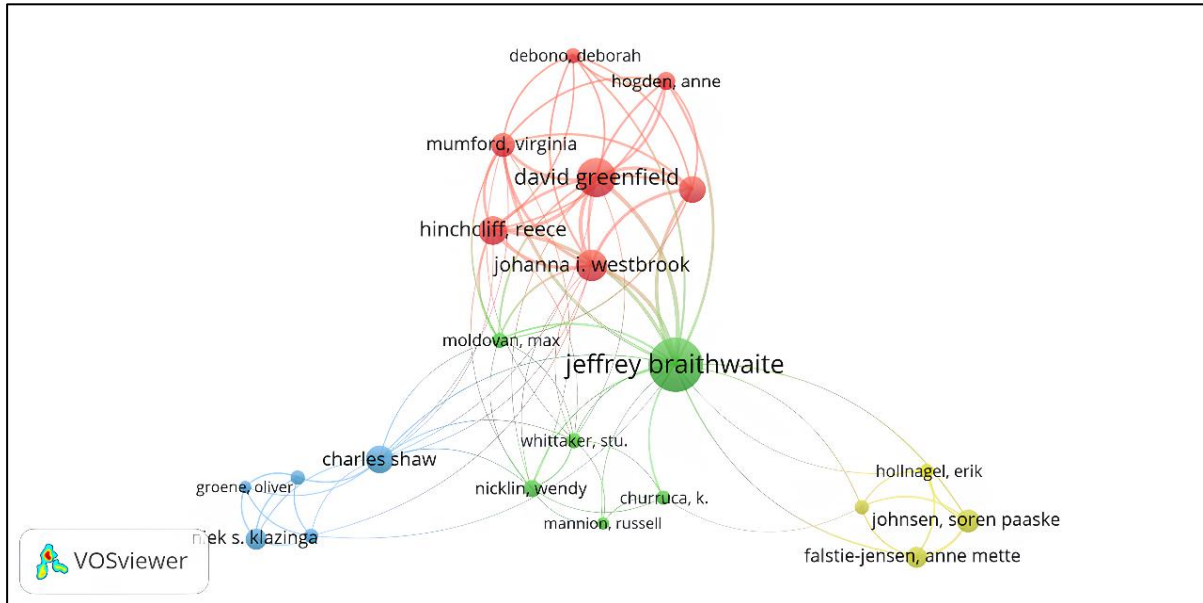 debono, deborah
hogden, anne
mumford, virginia
david greenfield
hinchcliff, reece
johanna i. westbrook
moldovan, max
jeffrey braithwaite
whittaker, stu.
charles shaw
hollnagel, erik
groene, oliver
nicklin, wendy
churruca, k.
mannion, russell
johnsen, soren paaske
niek s. klazinga
falstie-jensen, anne mette
VOSviewer